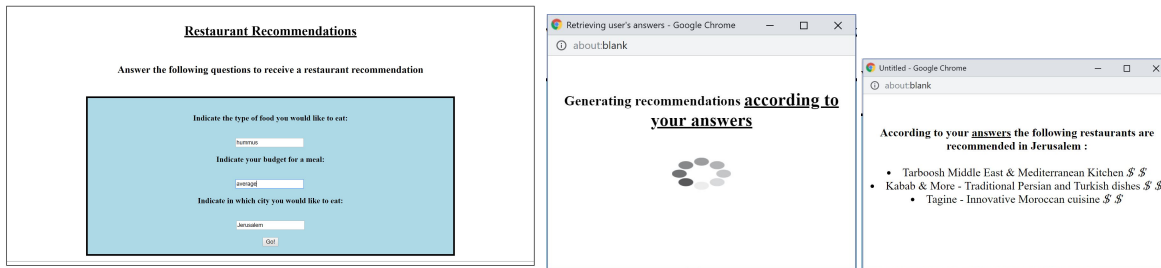 Restaurant Recommendations
Answer the following questions to receive a restaurant recommendation
Indicate the type of food you would like to eat:
hummus
Indicate your budget for a meal:
average
Indicate in which city you would like to eat:
Jerusalem
Go!
Retrieving user's answers - Google Chrome
about:blank
Generating recommendations according to
your answers
Untitled - Google Chrome
about:blank
According to your answers the following restaurants are
recommended in Jerusalem :
• Tarboosh Middle East & Mediterranean Kitchen $ $
• Kabab & More - Traditional Persian and Turkish dishes $ $
• Tagine - Innovative Moroccan cuisine $ $